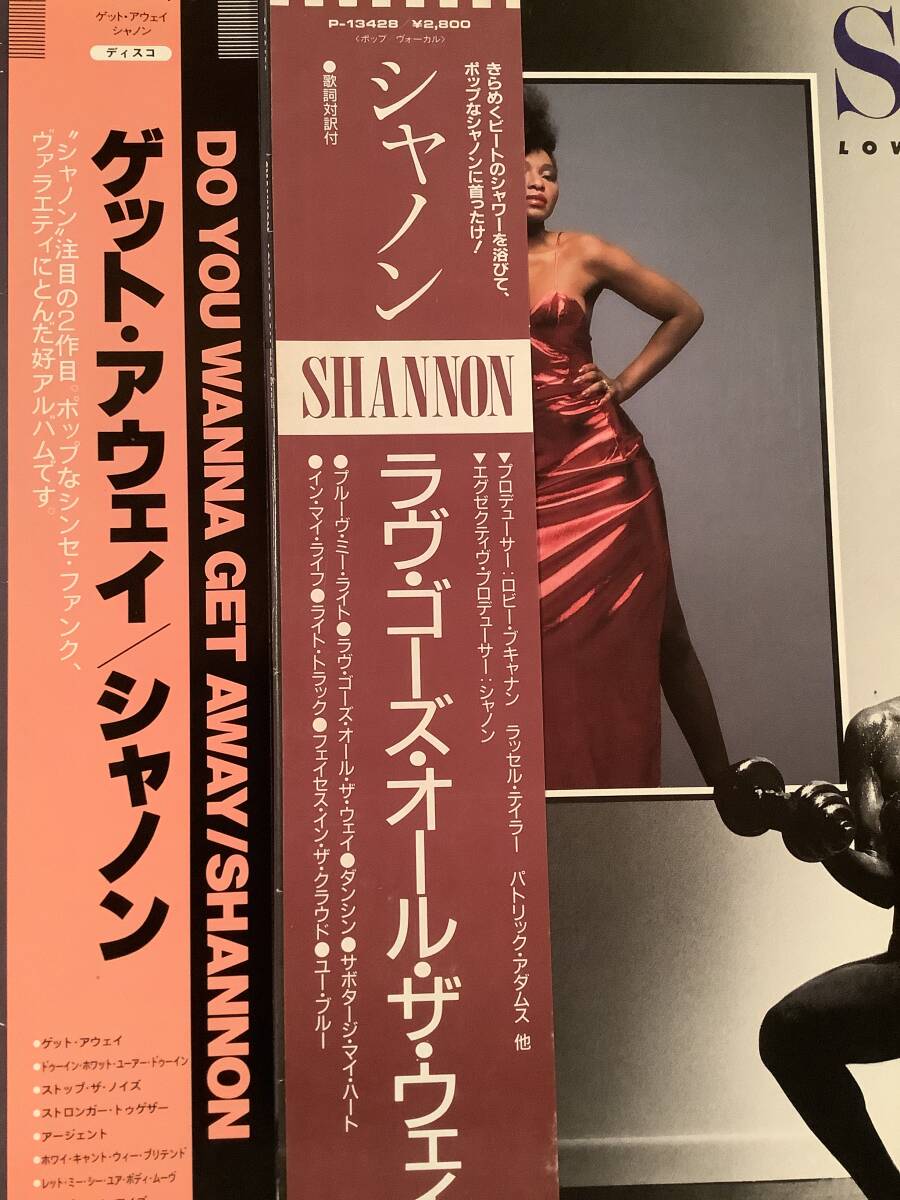 ゲット・アウェイ
シャノン
ディスコ
ゲット・アウェイ/シャノン
〝シャノン〟注目の2作目。ポップなシンセ・ファンク、
ヴァラエティにとんだ好アルバムです。
●ゲット・アウェイ
●ドゥーイン・ホワット・ユーアー・ドゥーイン
●ストップ・ザ・ノイズ
●ストロンガー・トゥゲザー
●アージェント
●ホワイ・キャント・ウィー・プリテンド
●レット・ミー・シー・ユア・ボディ・ムーヴ
DO YOU WANNA GET AWAY/SHANNON
P-13428/¥2,800
〈ポップ ヴォーカル〉
きらめくビートのシャワーを浴びて、
ポップなシャノンに首ったけ!
シャノン
●歌詞対訳付
SHANNON
▼プロデューサー:ロビー・ブキャナン ラッセル・テイラー パトリック・アダムス 他
▼エグゼクティヴ・プロデューサー:シャノン
ラヴ・ゴーズ・オール・ザ・ウェイ
●プルーヴ・ミー・ライト●ラヴ・ゴーズ・オール・ザ・ウェイ●ダンシン●サボタージ・マイ・ハート
●イン・マイ・ライフ●ライト・トラック●フェイセス・イン・ザ・クラウド●ユー・ブルー
S
LOV